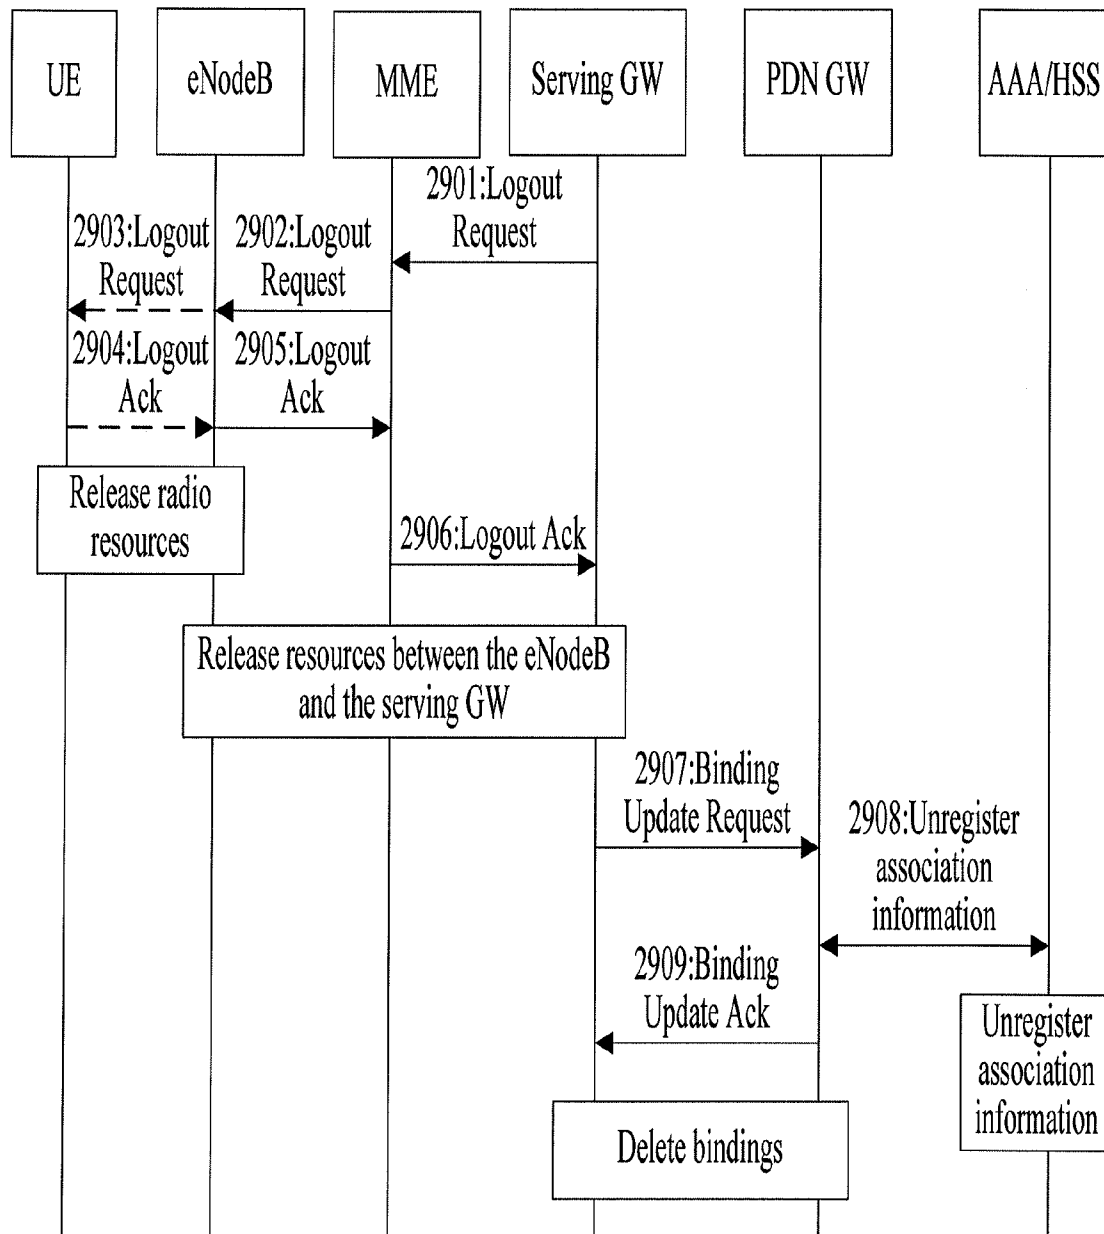 UE
eNodeB
MME
Serving GW
PDN GW
AAA/HSS
2901:Logout
Request
2903:Logout
Request
2902:Logout
Request
2904:Logout
Ack
2905:Logout
Ack
Release radio
resources
2906:Logout Ack
Release resources between the eNodeB
and the serving GW
2907:Binding
Update Request
2908:Unregister
association
information
2909:Binding
Update Ack
Unregister
association
information
Delete bindings